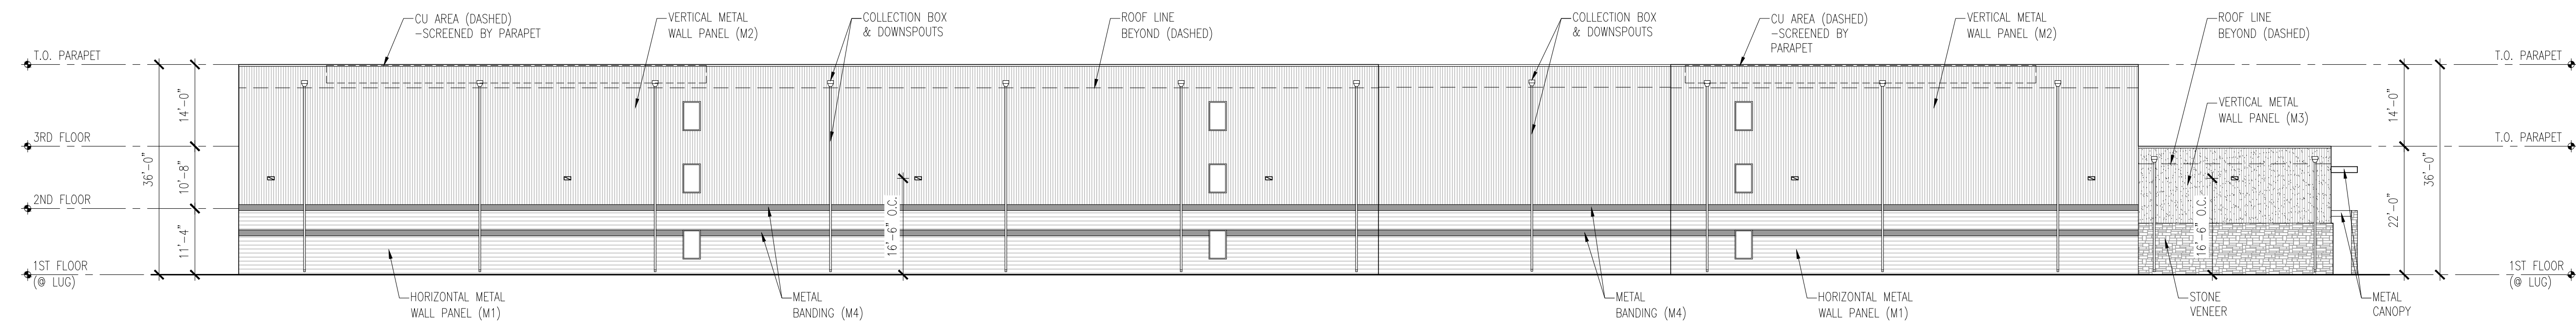 CU AREA (DASHED)
-SCREENED BY PARAPET
VERTICAL METAL
WALL PANEL (M2)
COLLECTION BOX
& DOWNSPOUTS
ROOF LINE
BEYOND (DASHED)
COLLECTION BOX
& DOWNSPOUTS
CU AREA (DASHED)
-SCREENED BY
PARAPET
VERTICAL METAL
WALL PANEL (M2)
ROOF LINE
BEYOND (DASHED)
T.O. PARAPET
T.O. PARAPET
14'-0"
14'-0"
VERTICAL METAL
WALL PANEL (M3)
3RD FLOOR
T.O. PARAPET
36'-0"
10'-8"
36'-0"
2ND FLOOR
16'-6" O.C.
16'-6" O.C.
22'-0"
11'-4"
1ST FLOOR
(@ LUG)
1ST FLOOR
(@ LUG)
HORIZONTAL METAL
WALL PANEL (M1)
METAL
BANDING (M4)
METAL
BANDING (M4)
HORIZONTAL METAL
WALL PANEL (M1)
STONE
VENEER
METAL
CANOPY